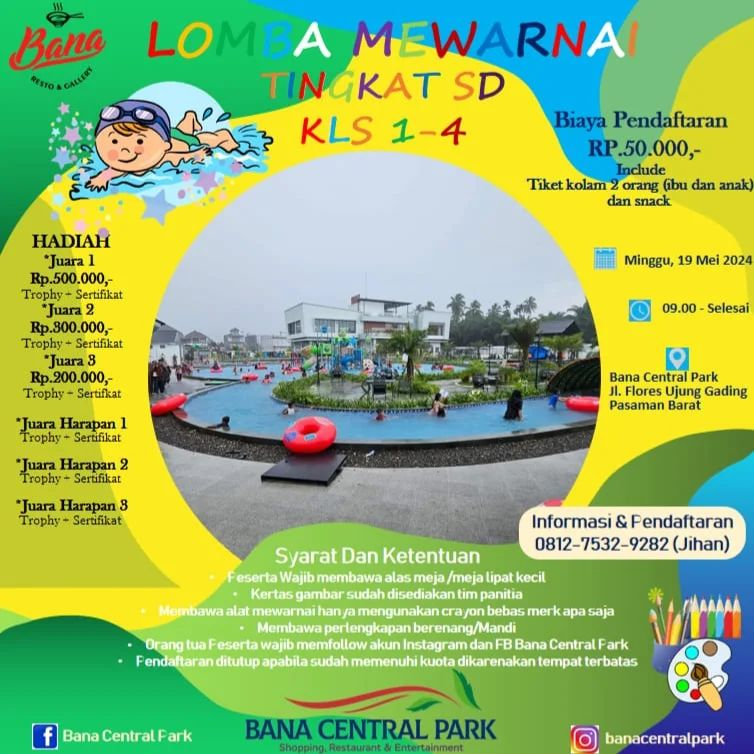 Bana
RESTO & GALLERY
LOMBA MEWARNAI
TINGKAT SD
KLS 1-4
Biaya Pendaftaran
RP.50.000,-
Include
Tiket kolam 2 orang (ibu dan anak)
dan snack
HADIAH
*Juara 1
Rp.500.000,-
Trophy + Sertifikat
*Juara 2
Rp.300.000,-
Trophy + Sertifikat
*Juara 3
Rp.200.000,-
Trophy + Sertifikat
*Juara Harapan 1
Trophy + Sertifikat
*Juara Harapan 2
Trophy + Sertifikat
*Juara Harapan 3
Trophy + Sertifikat
Minggu, 19 Mei 2024
09.00 - Selesai
Bana Central Park
Jl. Flores Ujung Gading
Pasaman Barat
Informasi & Pendaftaran
0812-7532-9282 (Jihan)
Syarat Dan Ketentuan
• Peserta Wajib membawa alas meja /meja lipat kecil
• Kertas gambar sudah disediakan tim panitia
• Membawa alat mewarnai hanya mengunakan crayon bebas merk apa saja
• Membawa perlengkapan berenang/Mandi
• Orang tua Peserta wajib memfollow akun Instagram dan FB Bana Central Park
• Pendaftaran ditutup apabila sudah memenuhi kuota dikarenakan tempat terbatas
Bana Central Park
BANA CENTRAL PARK
Shopping, Restaurant & Entertainment
banacentralpark